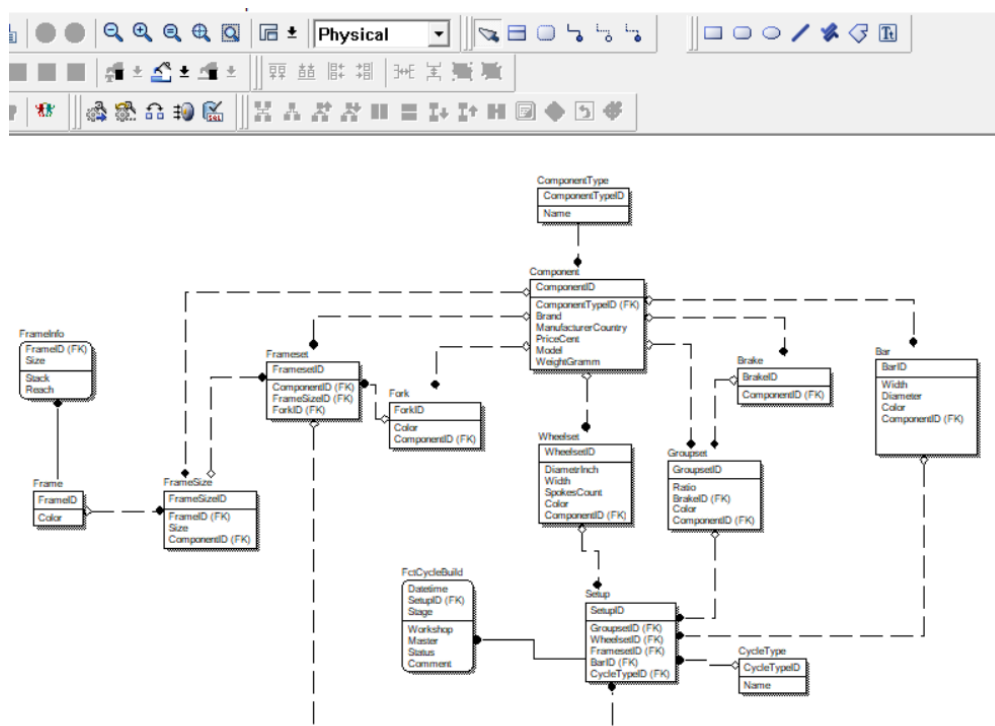 Physical
ComponentType
ComponentTypeID
Name
Component
ComponentID
ComponentTypeID (FK)
Brand
ManufacturerCountry
PriceCent
Model
WeightGramm
FrameInfo
FrameID (FK)
Size
Stack
Reach
Frameset
FramesetID
ComponentID (FK)
FrameSizeID (FK)
ForkID (FK)
Fork
ForkID
Color
ComponentID (FK)
Brake
BrakeID
ComponentID (FK)
Bar
BarID
Width
Diameter
Color
ComponentID (FK)
Wheelset
WheelsetID
DiametrInch
Width
SpokesCount
Color
ComponentID (FK)
Groupset
GroupsetID
Ratio
BrakeID (FK)
Color
ComponentID (FK)
Frame
FrameID
Color
FrameSize
FrameSizeID
FrameID (FK)
Size
ComponentID (FK)
FctCycleBuild
Datetime
SetupID (FK)
Stage
Workshop
Master
Status
Comment
Setup
SetupID
GroupsetID (FK)
WheelsetID (FK)
FramesetID (FK)
BarID (FK)
CycleTypeID (FK)
CycleType
CycleTypeID
Name